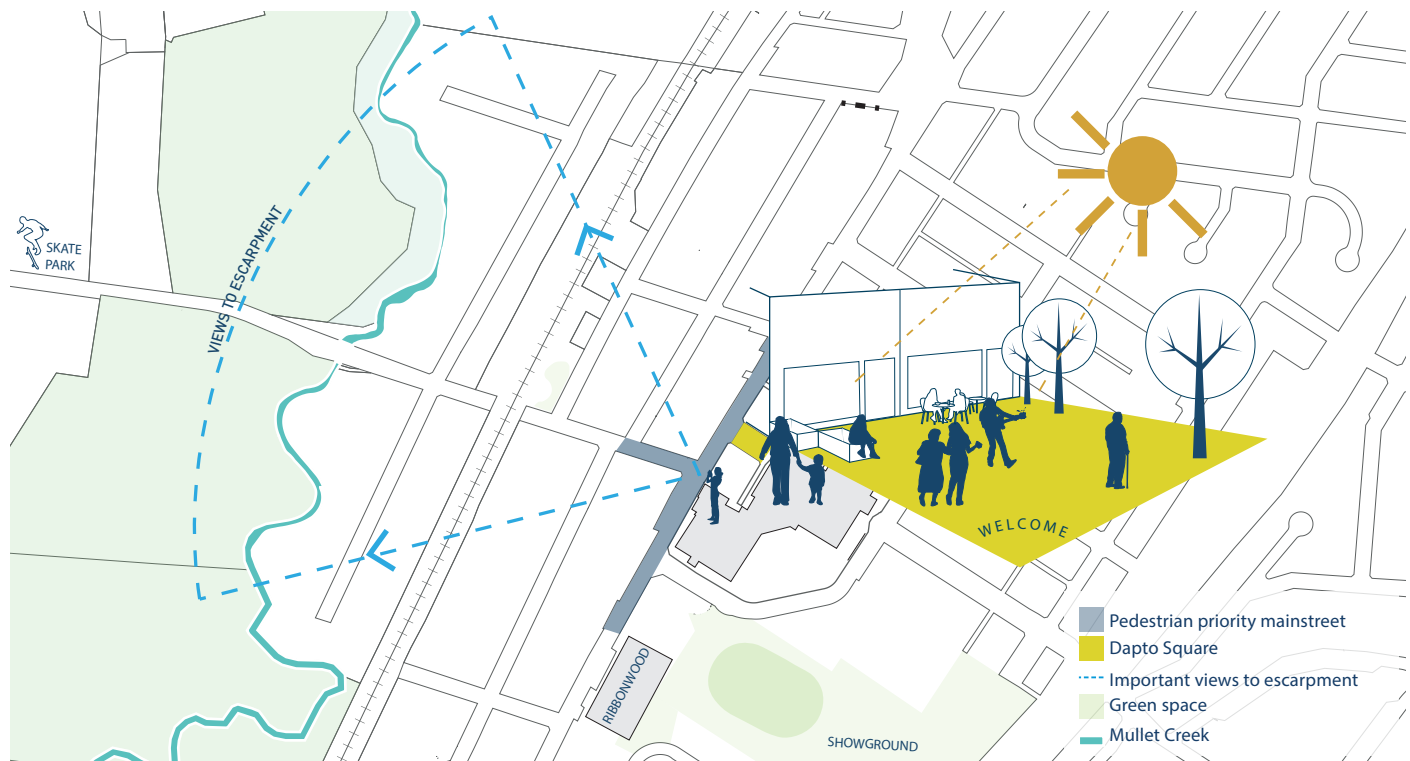 VIEWS TO ESCARPMENT
SKATE
PARK
WELCOME
RIBBONWOOD
SHOWGROUND
Pedestrian priority mainstreet
Dapto Square
Important views to escarpment
Green space
Mullet Creek